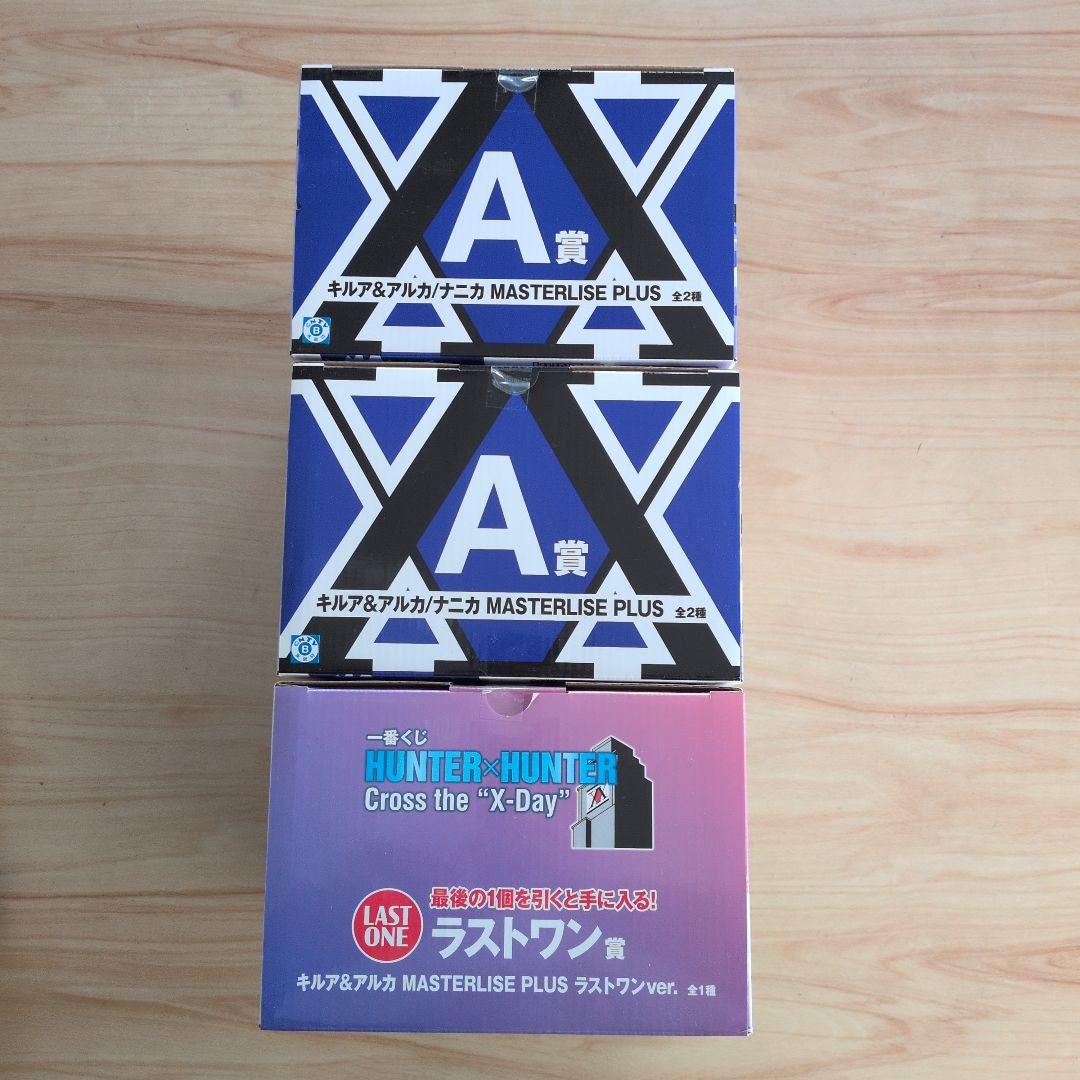 A賞
キルア&アルカ/ナニカ MASTERLISE PLUS 全2種
B
A賞
キルア&アルカ/ナニカ MASTERLISE PLUS 全2種
B
一番くじ
HUNTER×HUNTER
Cross the “X-Day”
LAST ONE
最後の1個を引くと手に入る!
ラストワン賞
キルア&アルカ MASTERLISE PLUS ラストワンver. 全1種